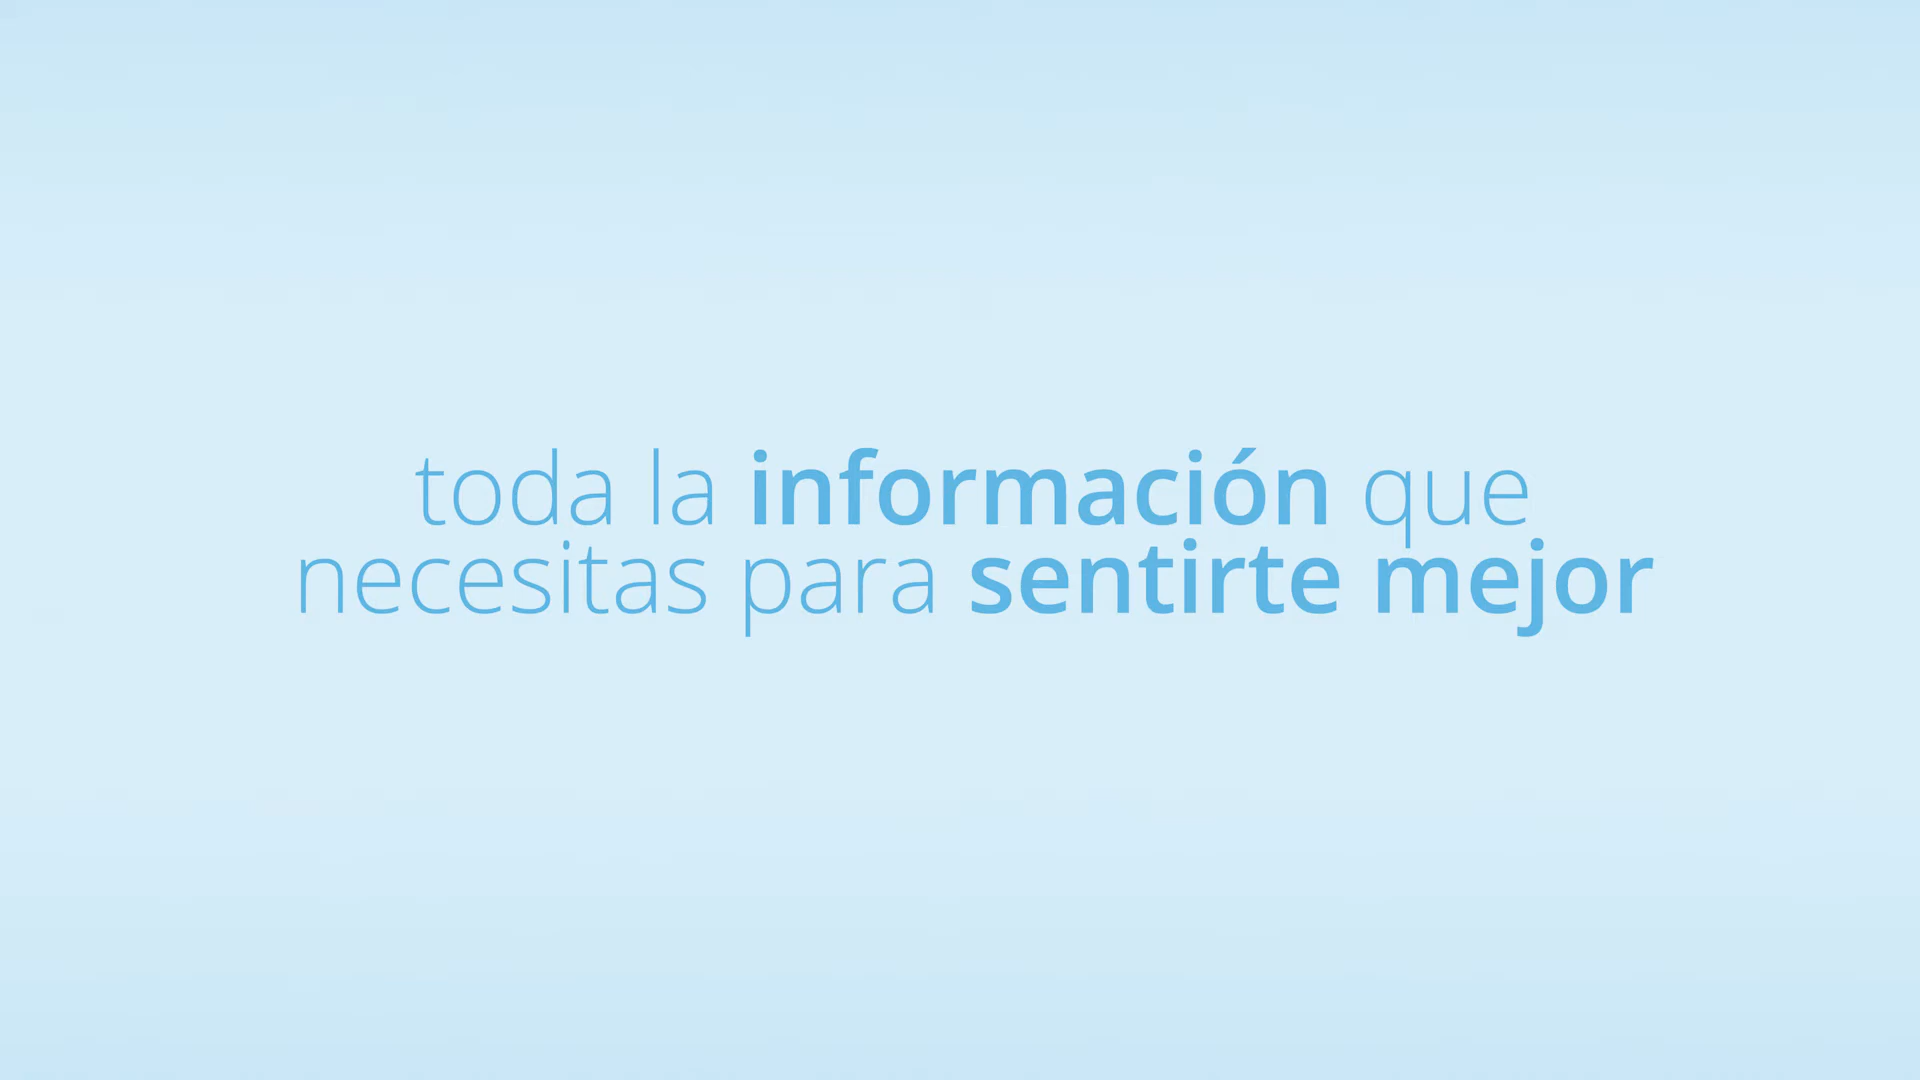 toda la información que
necesitas para sentirte mejor